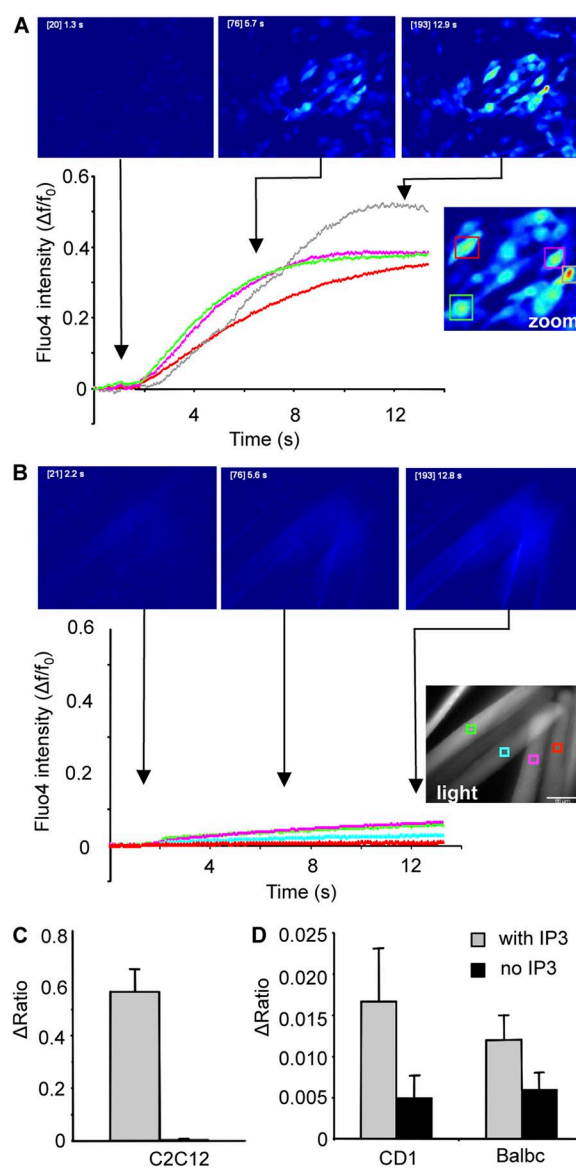 A
[20] 1.3 s
[76] 5.7 s
[193] 12.9 s
Fluo4 intensity (Δf/f0)
0.6
0.4
0.2
0
4
8
12
Time (s)
zoom
B
[21] 2.2 s
[76] 5.6 s
[193] 12.8 s
Fluo4 intensity (Δf/f0)
0.6
0.4
0.2
0
4
8
12
Time (s)
light
C
ΔRatio
0.8
0.6
0.4
0.2
0
C2C12
D
ΔRatio
0.025
0.020
0.015
0.010
0.005
0
with IP3
no IP3
CD1
Balbc